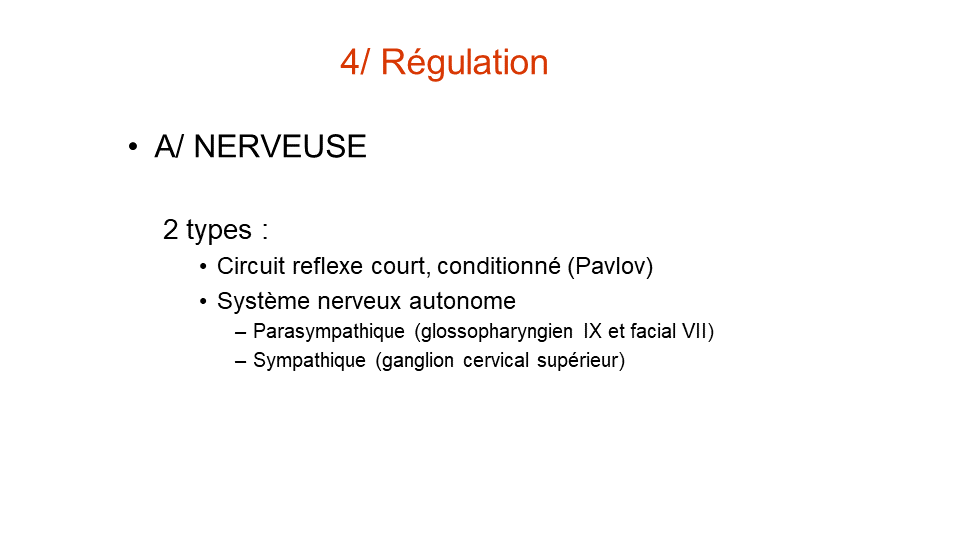 4/ Régulation
• A/ NERVEUSE
2 types :
• Circuit reflexe court, conditionné (Pavlov)
• Système nerveux autonome
– Parasympathique (glossopharyngien IX et facial VII)
– Sympathique (ganglion cervical supérieur)